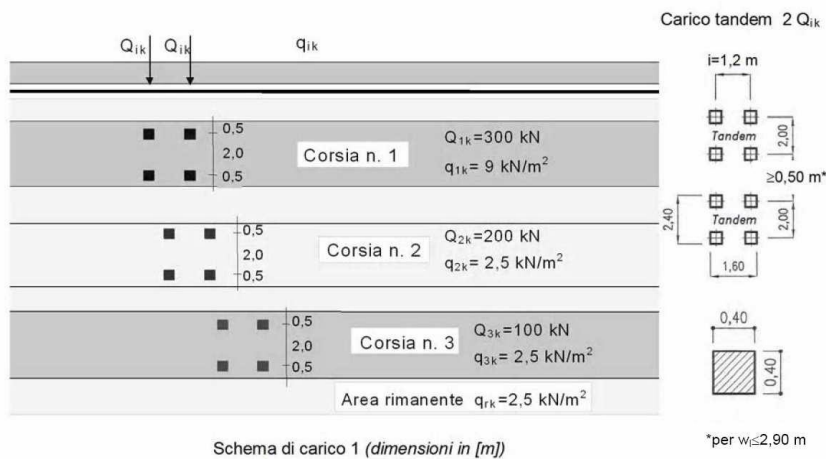 Carico tandem 2 Qik
Qik Qik qik
i=1,2 m
0,5
2,0
0,5
Corsia n. 1
Q1k=300 kN
q1k= 9 kN/m²
Tandem
2,00
≥0,50 m*
0,5
2,0
0,5
Corsia n. 2
Q2k=200 kN
q2k= 2,5 kN/m²
2,40
Tandem
2,00
1,60
0,5
2,0
0,5
Corsia n. 3
Q3k=100 kN
q3k= 2,5 kN/m²
0,40
0,40
Area rimanente qrk=2,5 kN/m²
Schema di carico 1 (dimensioni in [m])
*per wl≤2,90 m